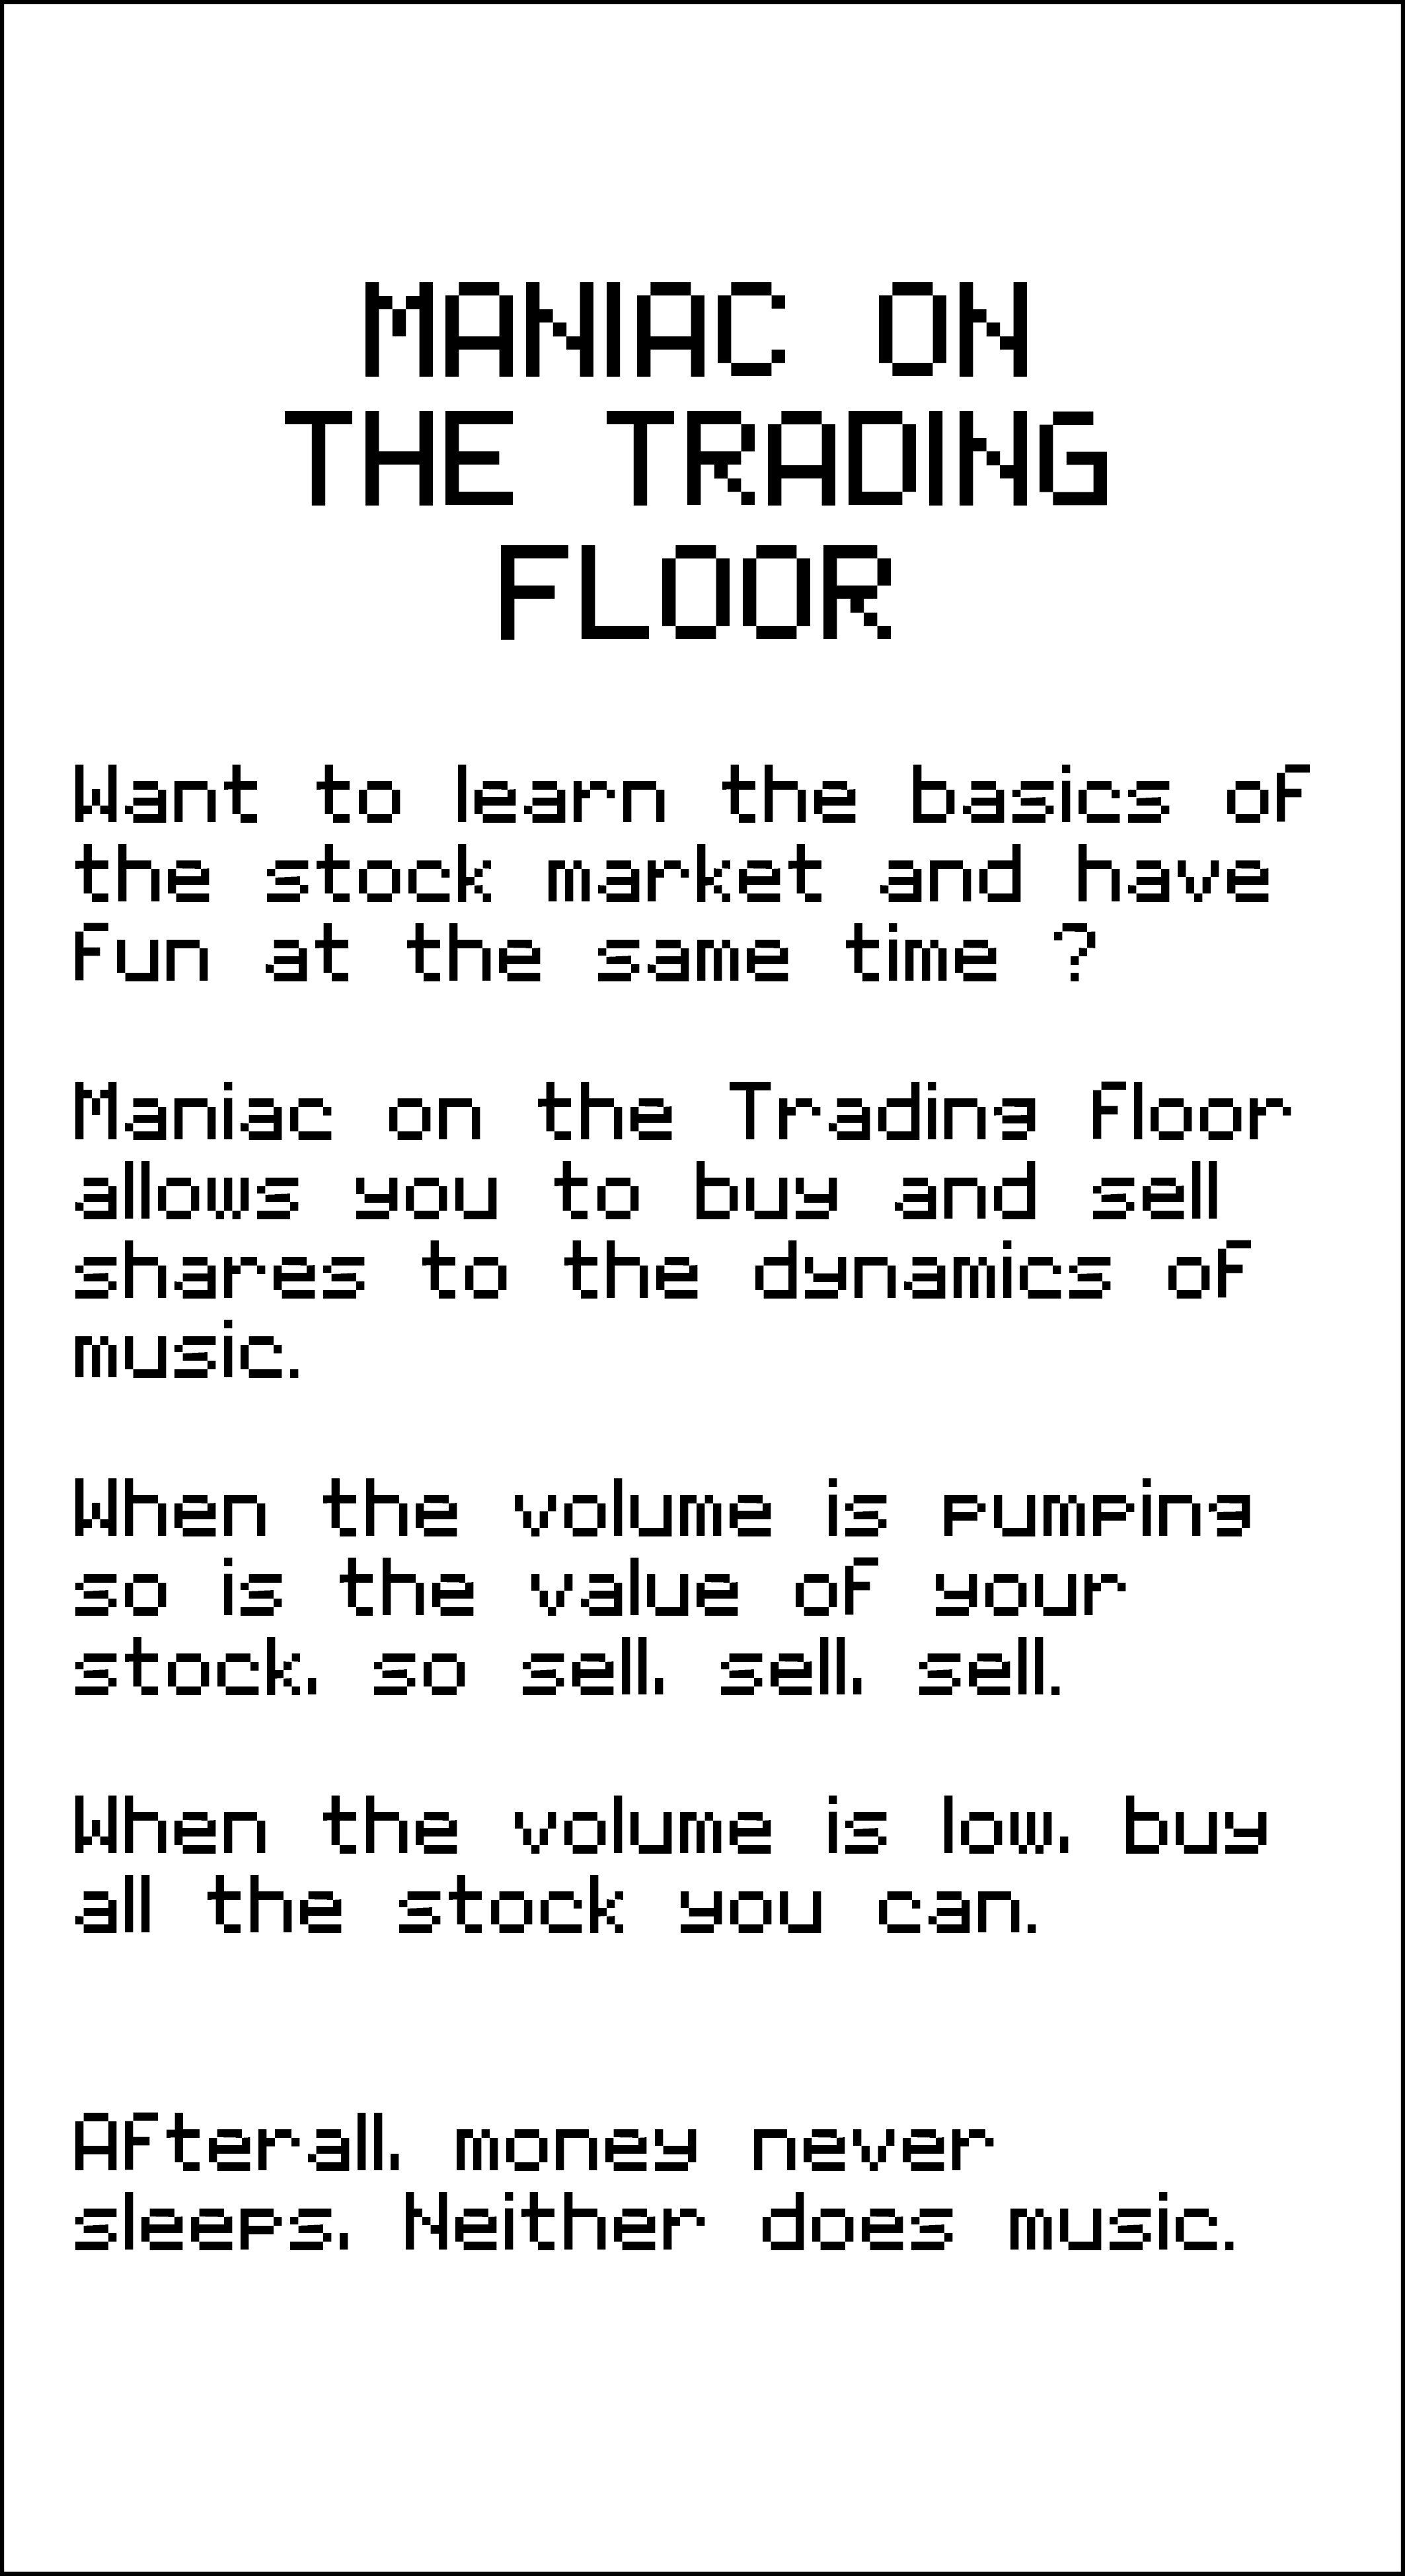 MANIAC ON
THE TRADING
FLOOR
Want to learn the basics of
the stock market and have
fun at the same time ?
Maniac on the Trading Floor
allows you to buy and sell
shares to the dynamics of
music.
When the volume is pumping
so is the value of your
stock, so sell, sell, sell.
When the volume is low, buy
all the stock you can.
Afterall, money never
sleeps, Neither does music.